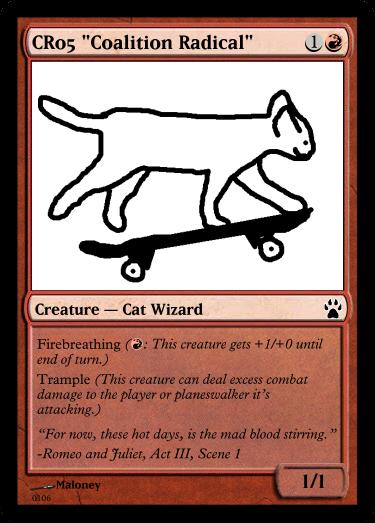 CR05 "Coalition Radical" 1
Creature — Cat Wizard
Firebreathing (: This creature gets +1/+0 until
end of turn.)
Trample (This creature can deal excess combat
damage to the player or planeswalker it's
attacking.)
"For now, these hot days, is the mad blood stirring."
-Romeo and Juliet, Act III, Scene 1
1/1
Maloney
0106